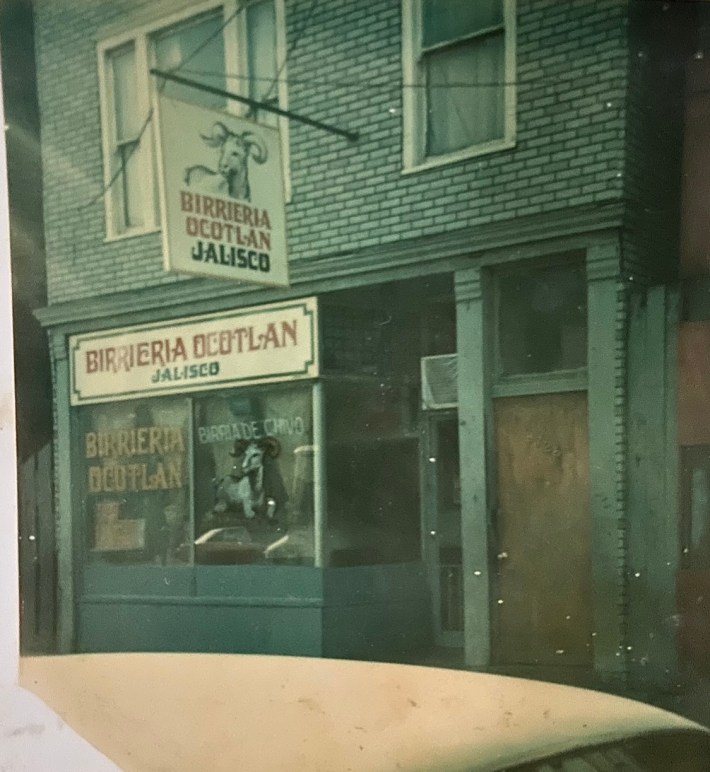 BIRRIERIA
OCOTLAN
JALISCO
BIRRIERIA OCOTLAN
JALISCO
BIRRIERIA
OCOTLAN
BIRRIA DE CHIVO